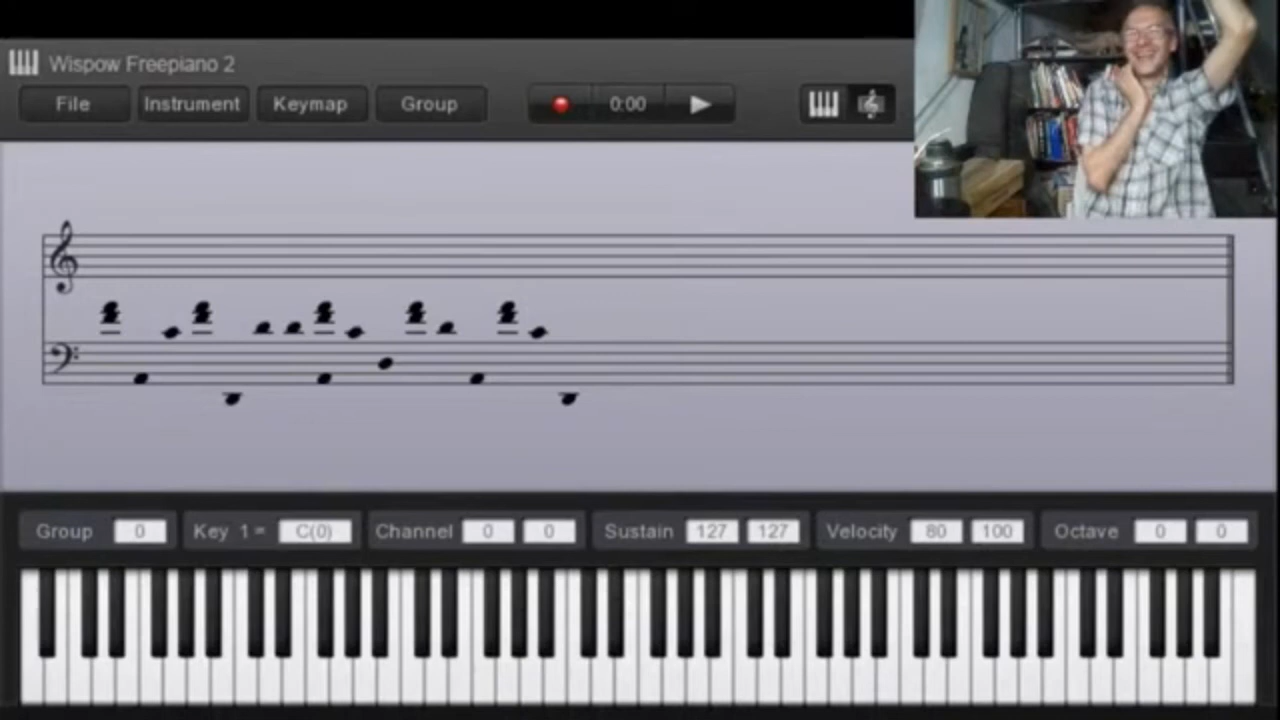 Wispow Freepiano 2
File Instrument Keymap Group 0:00
Group 0 Key 1= C(0) Channel 0 0 Sustain 127 127 Velocity 80 100 Octave 0 0